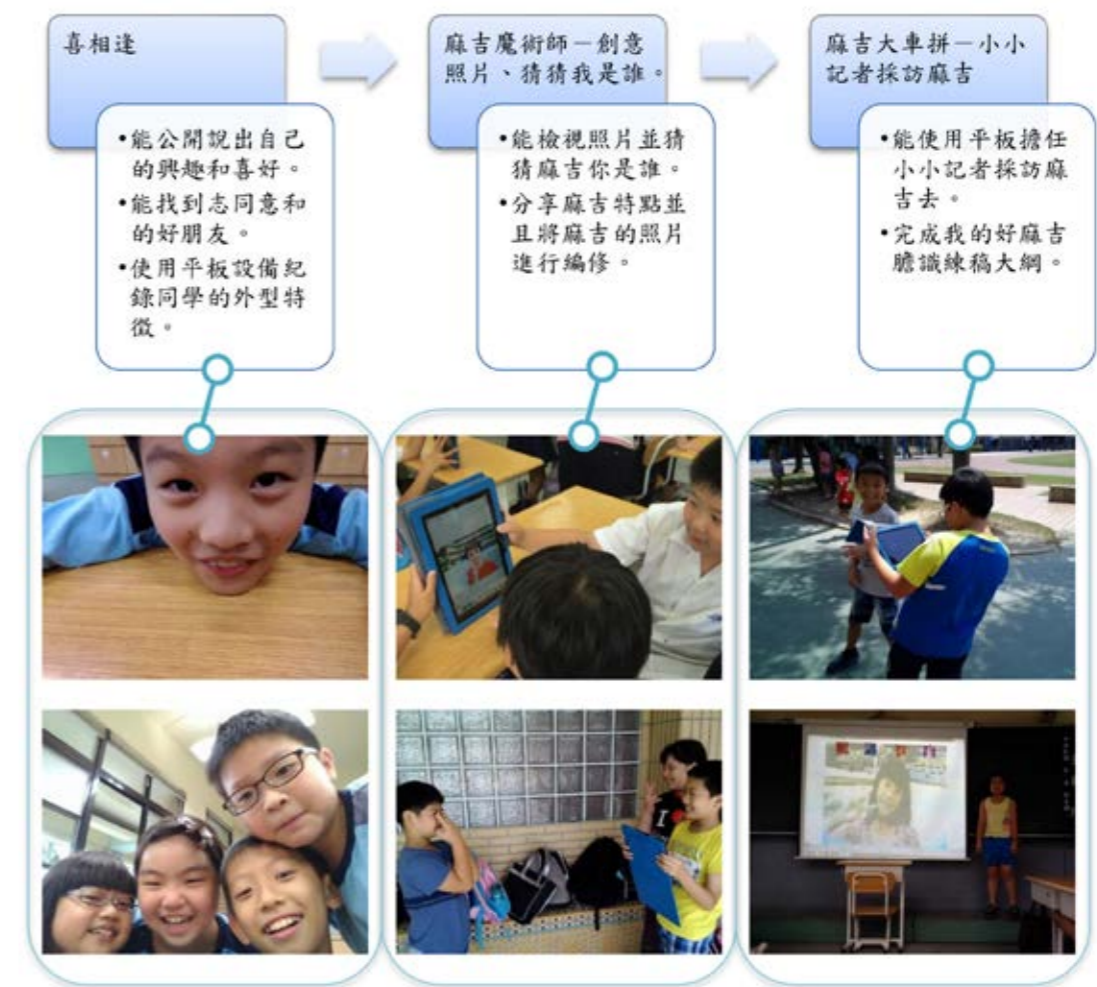 喜相逢
麻吉魔術師－創意
照片、猜猜我是誰。
麻吉大車拼－小小
記者採訪麻吉
•能公開說出自己
的興趣和喜好。
•能找到志同意和
的好朋友。
•使用平板設備紀
錄同學的外型特
徵。
•能檢視照片並猜
猜麻吉你是誰。
•分享麻吉特點並
且將麻吉的照片
進行編修。
•能使用平板擔任
小小記者採訪麻
吉去。
•完成我的好麻吉
膽識練稿大綱。